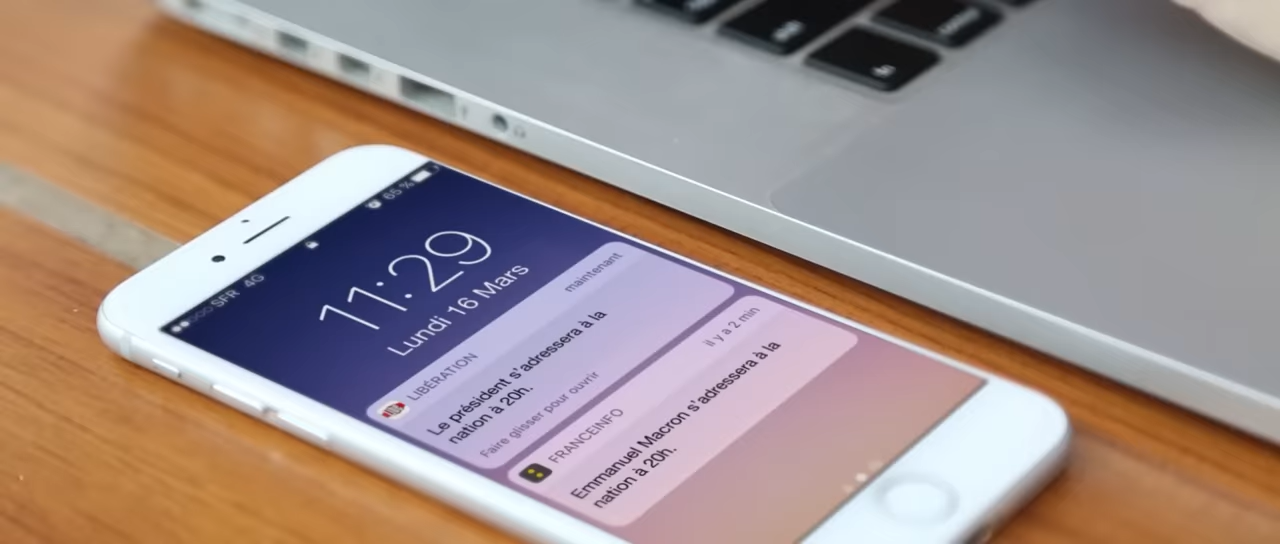 SFR 4G
65 %
11:29
Lundi 16 Mars
LIBÉRATION
maintenant
Le président s'adressera à la
nation à 20h.
Faire glisser pour ouvrir
FRANCEINFO
il y a 2 min
Emmanuel Macron s'adressera à la
nation à 20h.